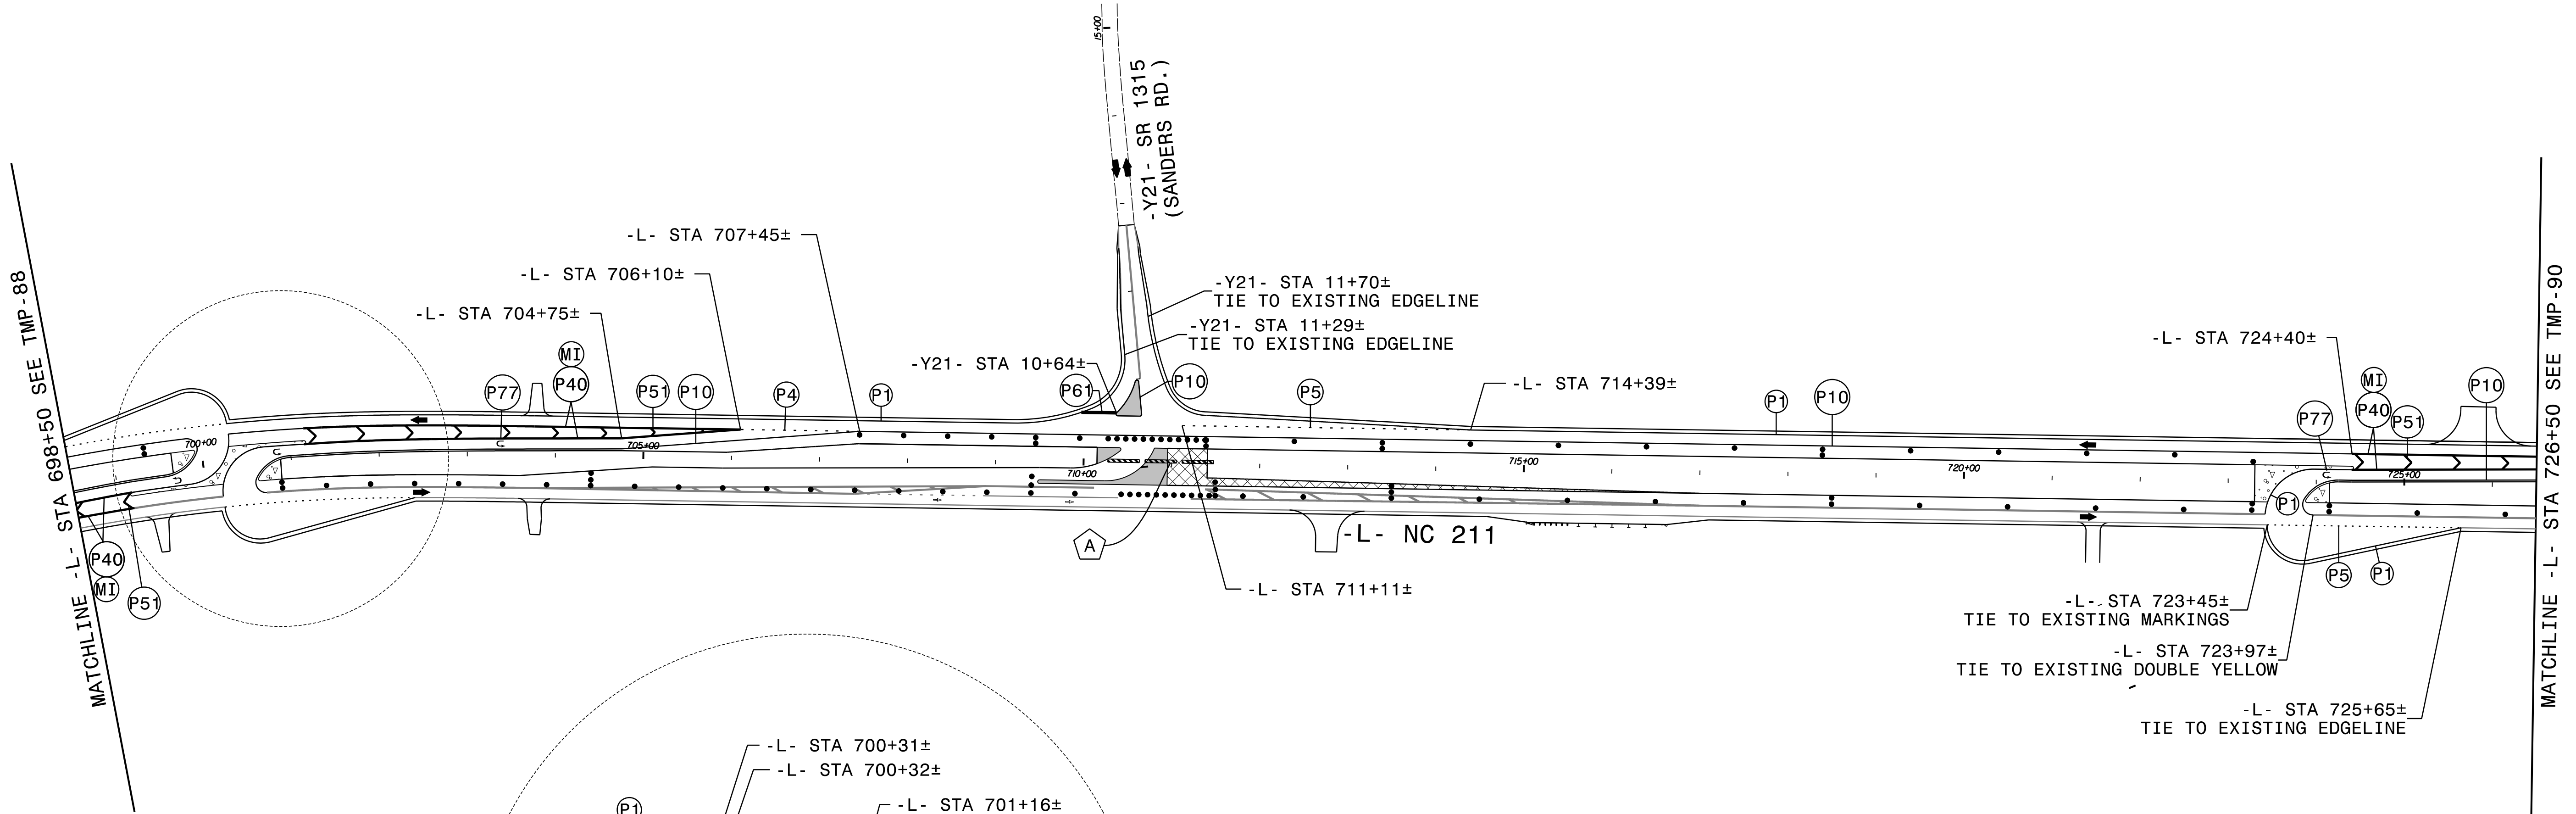 15+00
-Y21- SR 1315
(SANDERS RD.)
MATCHLINE -L- STA 698+50 SEE TMP-88
-L- STA 707+45±
-L- STA 706+10±
-L- STA 704+75±
-Y21- STA 11+70±
TIE TO EXISTING EDGELINE
-Y21- STA 11+29±
TIE TO EXISTING EDGELINE
-Y21- STA 10+64±
-L- STA 714+39±
-L- STA 724+40±
MI
P40
P77
P51
P10
P4
P1
P61
P10
P5
P1
P10
MI
P40
P77
P51
P10
700+00
705+00
710+00
715+00
720+00
725+00
P1
P40
MI
P51
A
-L- NC 211
-L- STA 711+11±
P5
P1
-L- STA 723+45±
TIE TO EXISTING MARKINGS
-L- STA 723+97±
TIE TO EXISTING DOUBLE YELLOW
-L- STA 725+65±
TIE TO EXISTING EDGELINE
MATCHLINE -L- STA 726+50 SEE TMP-90
-L- STA 700+31±
-L- STA 700+32±
-L- STA 701+16±
P1